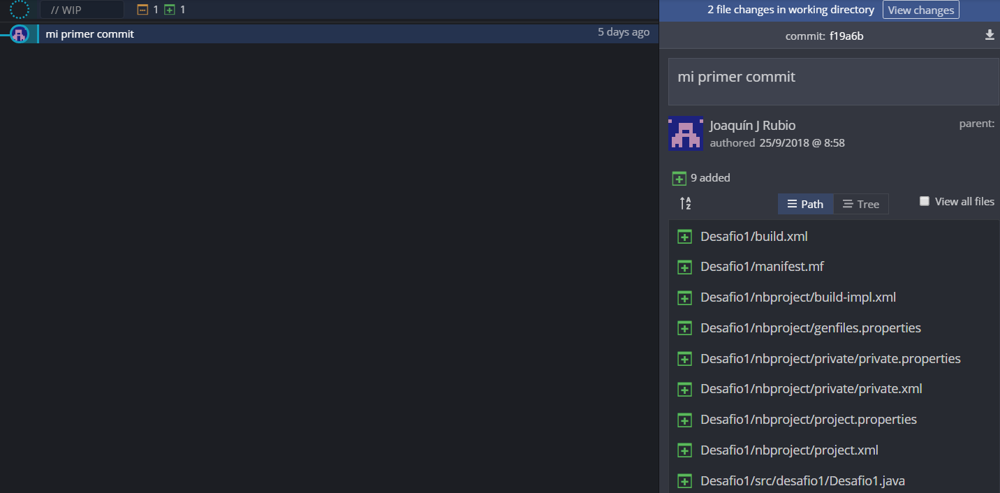 // WIP 1 1
mi primer commit 5 days ago
2 file changes in working directory View changes
commit: f19a6b
mi primer commit
Joaquín J Rubio
parent:
authored 25/9/2018 @ 8:58
9 added
A
Z
Path Tree View all files
Desafio1/build.xml
Desafio1/manifest.mf
Desafio1/nbproject/build-impl.xml
Desafio1/nbproject/genfiles.properties
Desafio1/nbproject/private/private.properties
Desafio1/nbproject/private/private.xml
Desafio1/nbproject/project.properties
Desafio1/nbproject/project.xml
Desafio1/src/desafio1/Desafio1.java